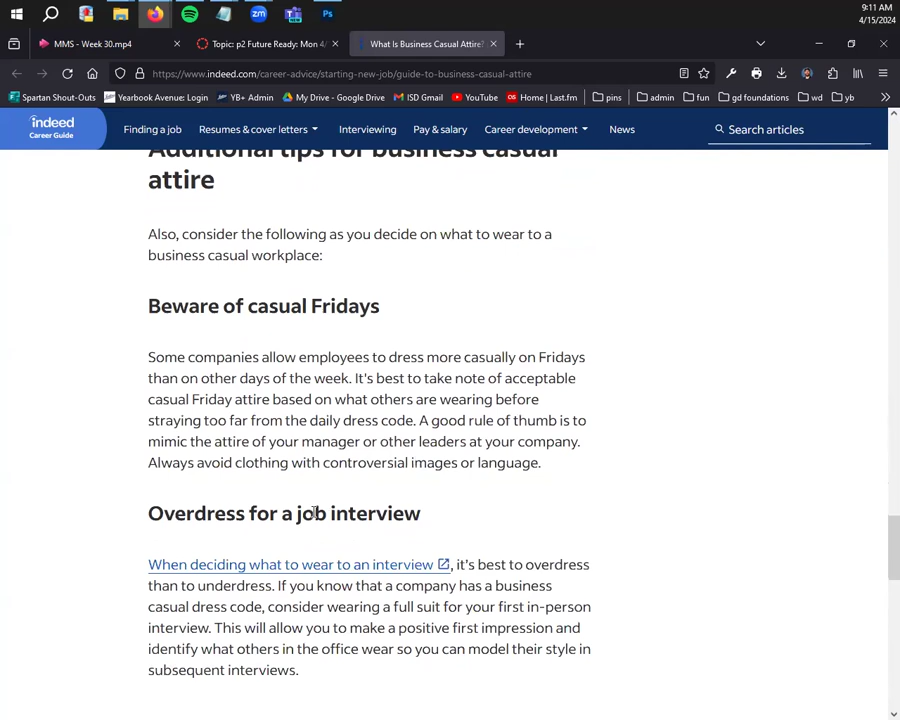 9:11 AM
4/15/2024
MMS - Week 30.mp4
Topic: p2 Future Ready: Mon 4/
What Is Business Casual Attire?
https://www.indeed.com/career-advice/starting-new-job/guide-to-business-casual-attire
Spartan Shout-Outs Yearbook Avenue: Login YB+ Admin My Drive - Google Drive ISD Gmail YouTube Home | Last.fm pins admin fun gd foundations wd yb
indeed
Career Guide
Finding a job Resumes & cover letters Interviewing Pay & salary Career development News Search articles
Additional tips for business casual
attire
Also, consider the following as you decide on what to wear to a
business casual workplace:
Beware of casual Fridays
Some companies allow employees to dress more casually on Fridays
than on other days of the week. It's best to take note of acceptable
casual Friday attire based on what others are wearing before
straying too far from the daily dress code. A good rule of thumb is to
mimic the attire of your manager or other leaders at your company.
Always avoid clothing with controversial images or language.
Overdress for a job interview
When deciding what to wear to an interview, it's best to overdress
than to underdress. If you know that a company has a business
casual dress code, consider wearing a full suit for your first in-person
interview. This will allow you to make a positive first impression and
identify what others in the office wear so you can model their style in
subsequent interviews.